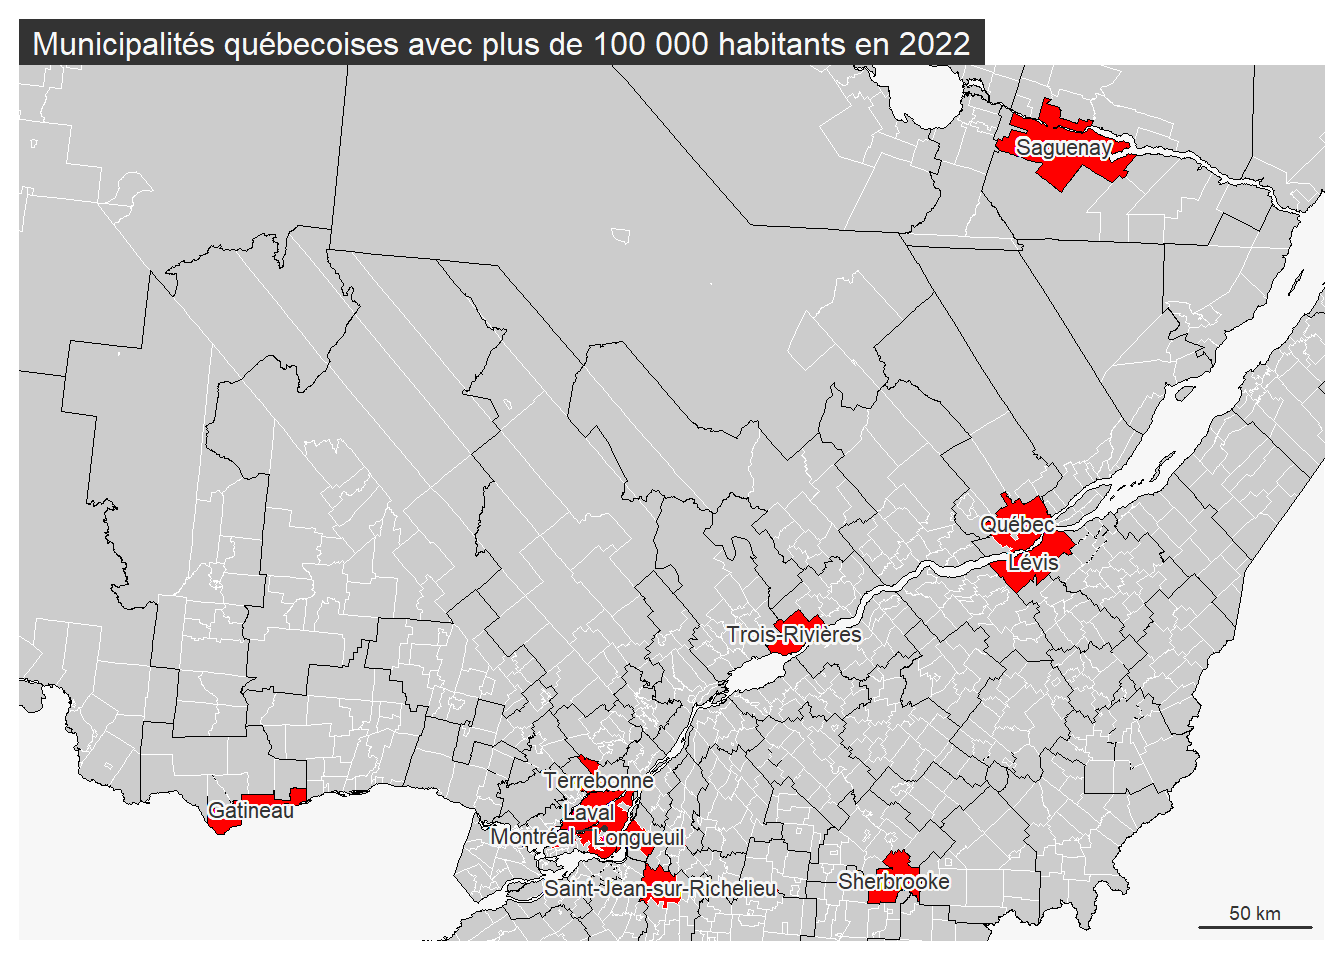 Municipalités québecoises avec plus de 100 000 habitants en 2022
Saguenay
Québec
Lévis
Trois-Rivières
Terrebonne
Gatineau
Laval
Montréal
Longueuil
Sherbrooke
Saint-Jean-sur-Richelieu
50 km